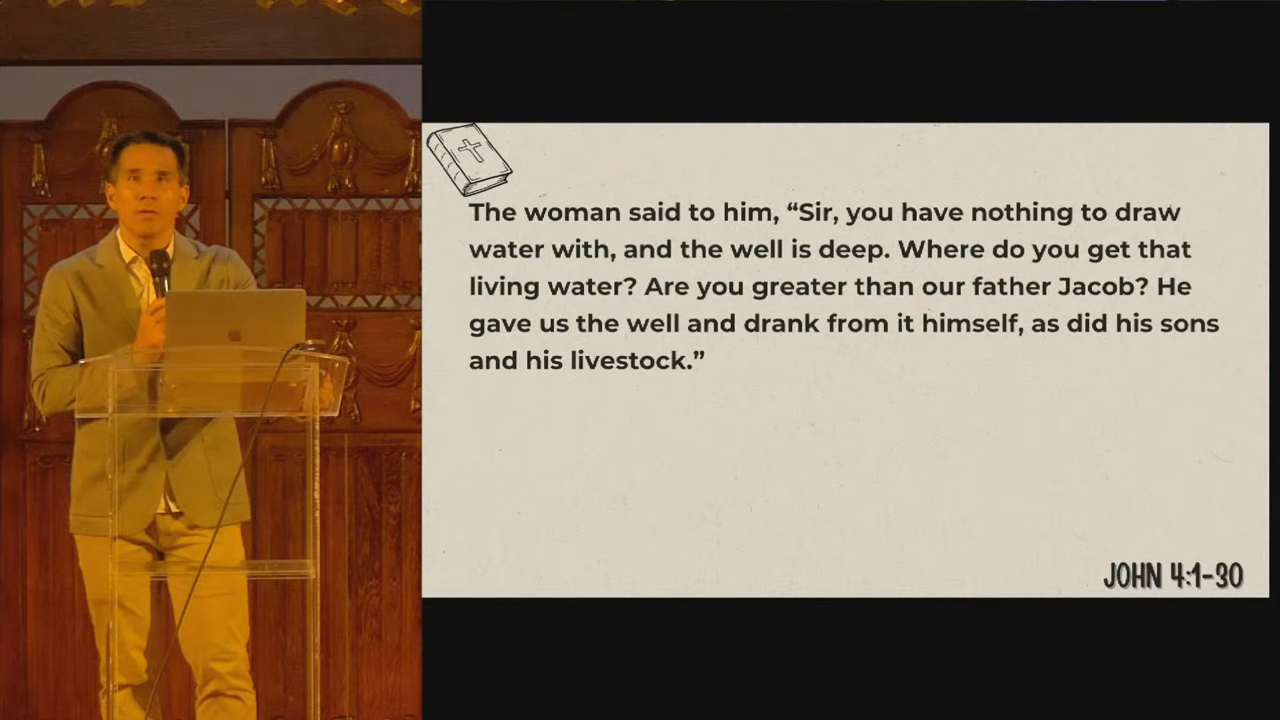 The woman said to him, “Sir, you have nothing to draw
water with, and the well is deep. Where do you get that
living water? Are you greater than our father Jacob? He
gave us the well and drank from it himself, as did his sons
and his livestock.”
JOHN 4:1-30